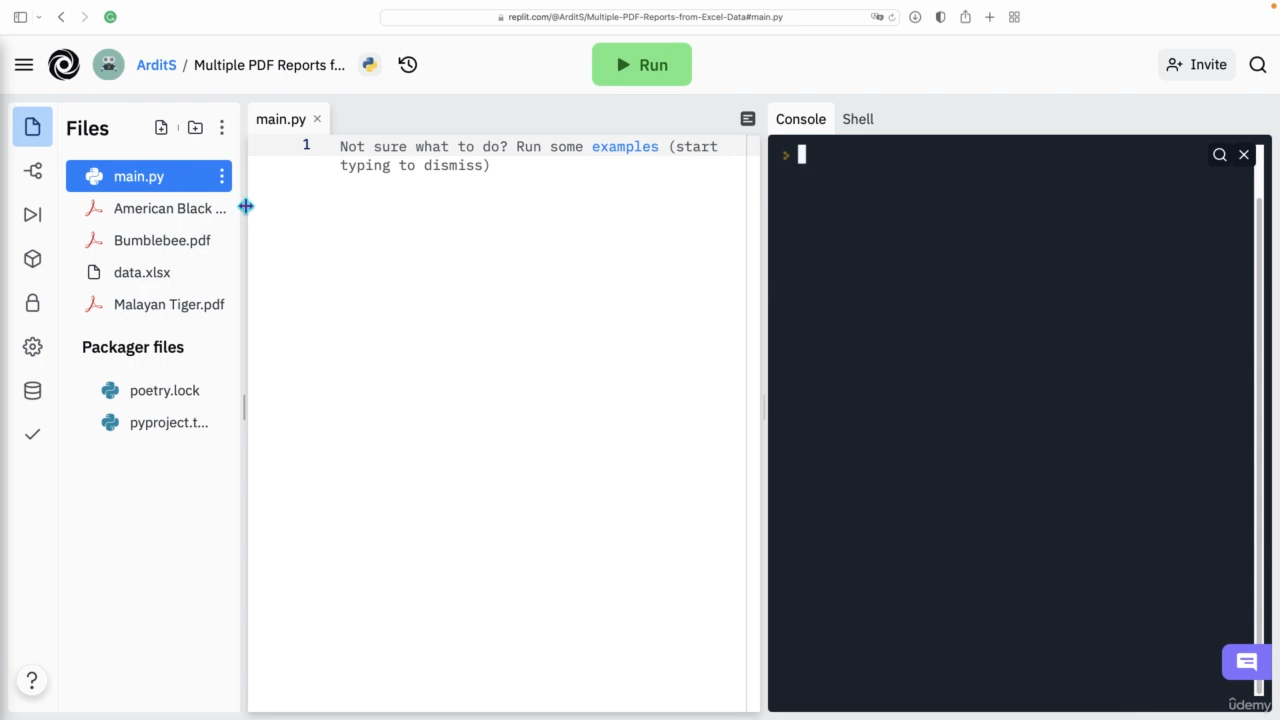 replit.com/@ArditS/Multiple-PDF-Reports-from-Excel-Data#main.py
ArditS / Multiple PDF Reports f...
Run
Invite
Files
main.py
American Black ...
Bumblebee.pdf
data.xlsx
Malayan Tiger.pdf
Packager files
poetry.lock
pyproject.t...
main.py
1
Not sure what to do? Run some examples (start
typing to dismiss)
Console
Shell
?
ûdemy